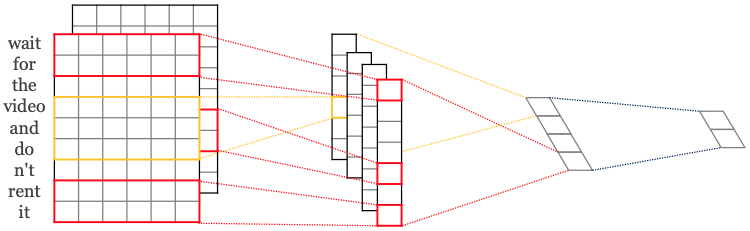 wait
for
the
video
and
do
n't
rent
it